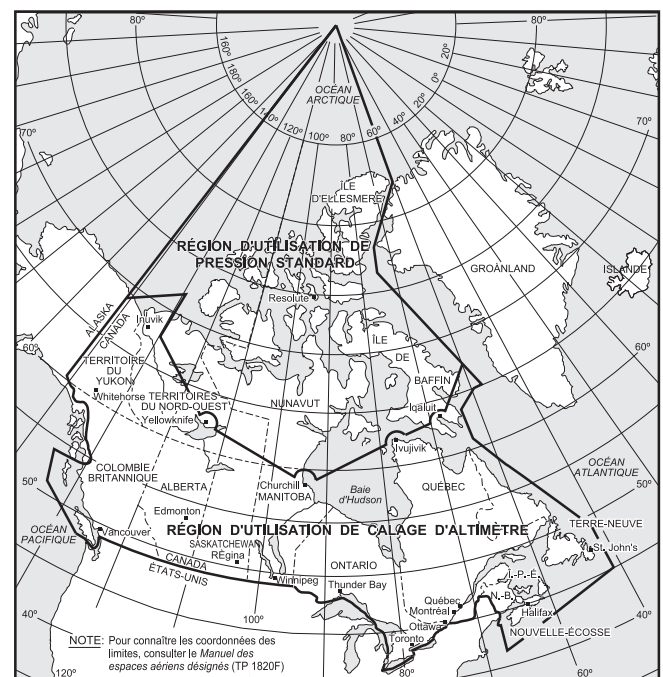 80°
80°
160°
180°
160°
140°
120°
100°
80°
60°
40°
20°
0°
20°
OCÉAN
ARCTIQUE
70°
70°
ÎLE
D'ELLESMERE
RÉGION D'UTILISATION DE
PRESSION STANDARD
GROÀNLAND
ISLANDE
Resolute
ALASKA
CANADA
Inuvik
60°
60°
TERRITOIRE
DU
YUKON
Whitehorse
TERRITOIRES
DU NORD-OUEST
Yellowknife
NUNAVUT
ÎLE
DE
BAFFIN
Iqaluit
Ivujivik
OCÉAN
ATLANTIQUE
50°
50°
COLOMBIE
BRITANNIQUE
ALBERTA
Churchill
MANITOBA
Baie
d'Hudson
QUÉBEC
Edmonton
TERRE-NEUVE
OCÉAN
PACIFIQUE
Vancouver
RÉGION D'UTILISATION DE CALAGE D'ALTIMÈTRE
SASKATCHEWAN
RÈgina
St. John's
CANADA
ÉTATS-UNIS
Winnipeg
ONTARIO
Thunder Bay
I.-P.-É.
N.-B.
Québec
Montréal
Halifax
Ottawa
Toronto
NOUVELLE-ÉCOSSE
40°
40°
100°
NOTE: Pour connaître les coordonnées des
limites, consulter le Manuel des
espaces aériens désignés (TP 1820F)
120°
80°
60°